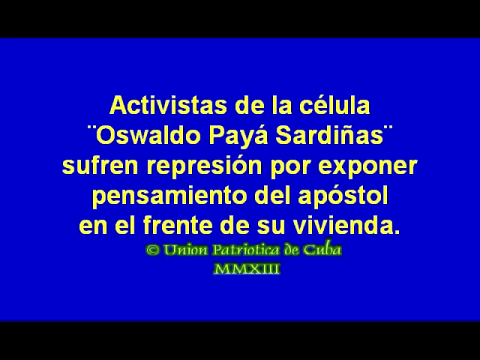 Activistas de la célula
¨Oswaldo Payá Sardiñas¨
sufren represión por exponer
pensamiento del apóstol
en el frente de su vivienda.
© Union Patriotica de Cuba
MMXIII